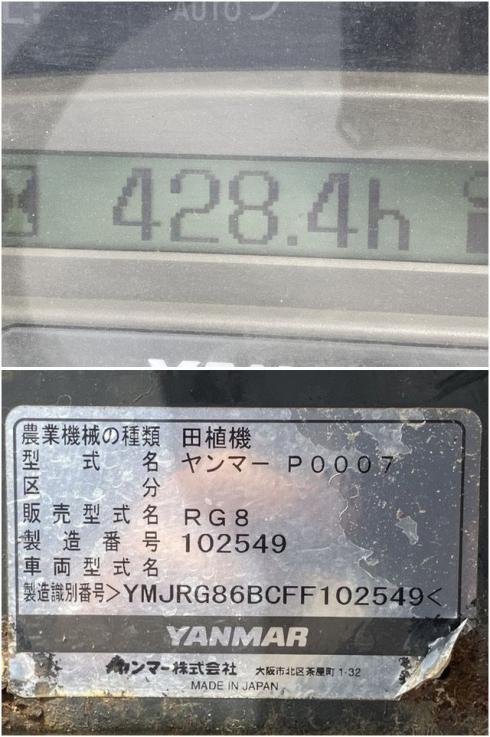 AUTO
428.4h
農業機械の種類 田植機
型式名 ヤンマー P0007
区分
販売型式名 RG8
製造番号 102549
車両型式名
製造識別番号>YMJRG86BCFF102549<
YANMAR
ヤンマー株式会社 大阪市北区茶屋町1-32
MADE IN JAPAN